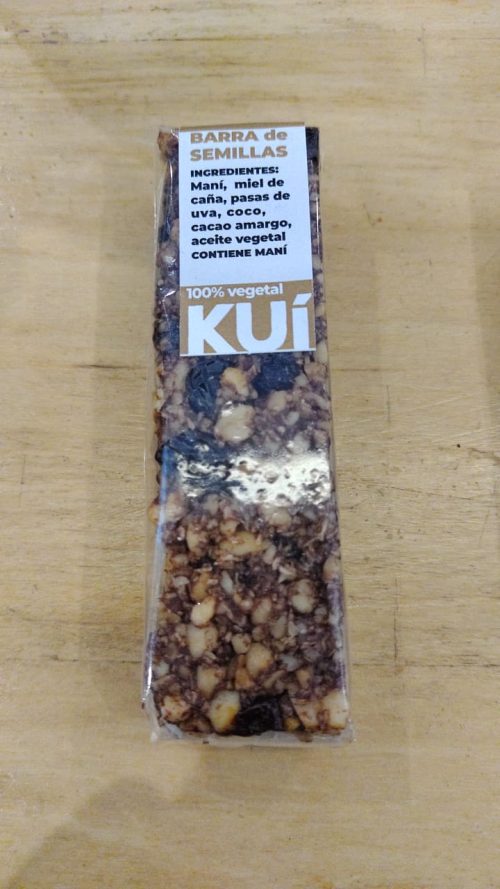 BARRA de
SEMILLAS
INGREDIENTES:
Maní, miel de
caña, pasas de
uva, coco,
cacao amargo,
aceite vegetal
CONTIENE MANÍ
100% vegetal
KUí